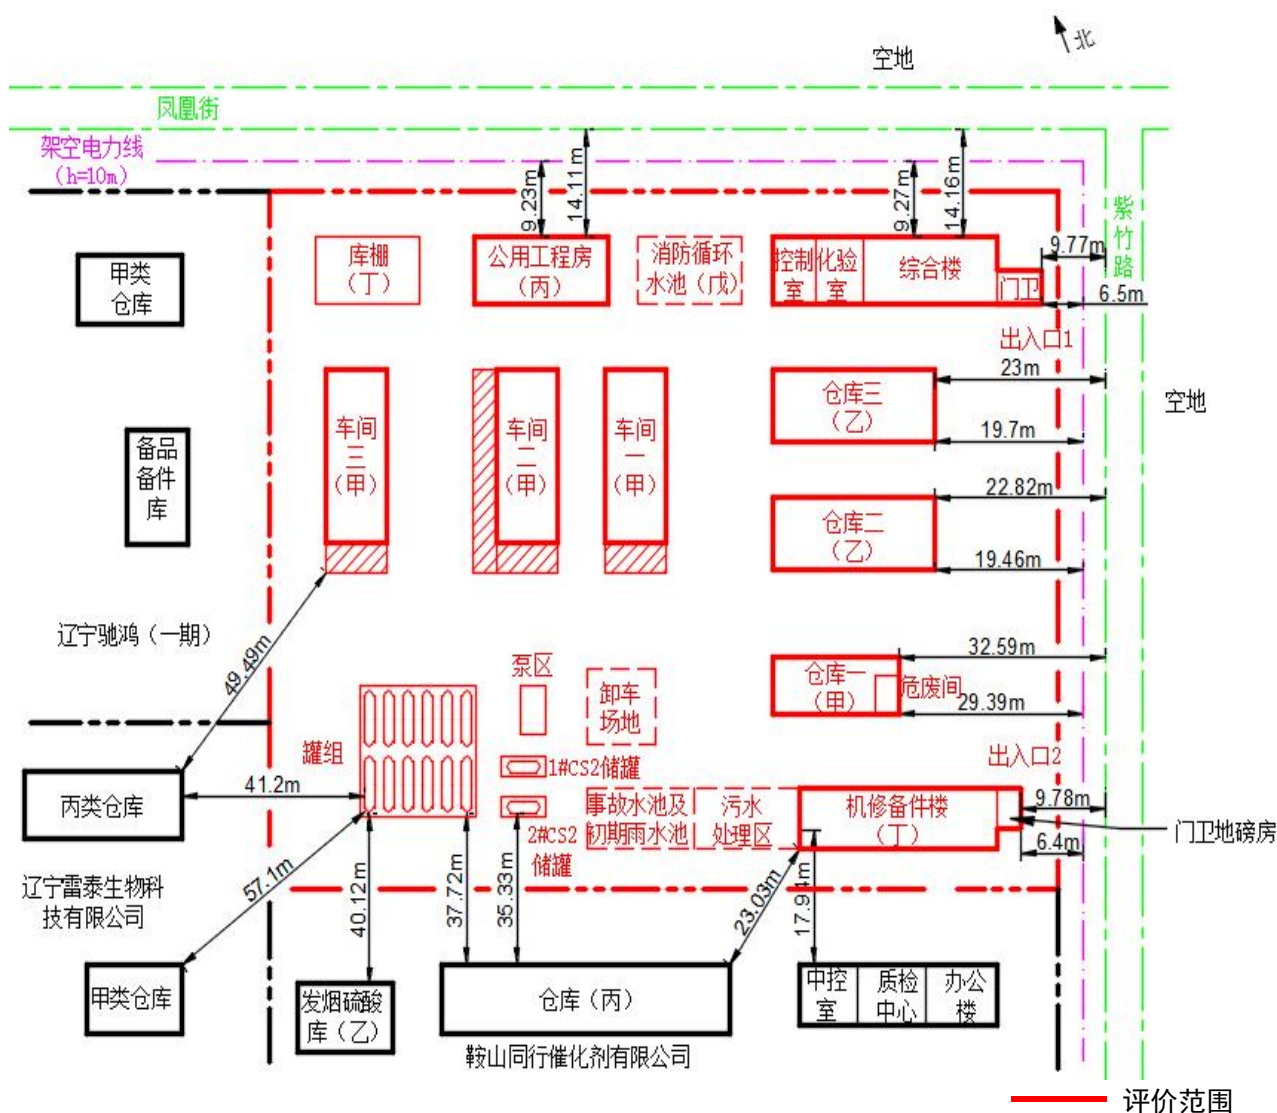 北
空地
凤凰街
架空电力线
(h=10m)
9.23m
14.11m
9.27m
14.16m
紫竹路
甲类
仓库
库棚
(丁)
公用工程房
(丙)
消防循环
水池(戊)
控制室
化验室
综合楼
门卫
9.77m
6.5m
出入口1
备品
备件
库
车间三
(甲)
车间二
(甲)
车间一
(甲)
仓库三
(乙)
23m
19.7m
空地
仓库二
(乙)
22.82m
19.46m
辽宁驰鸿(一期)
49.49m
泵区
卸车
场地
仓库一
(甲)
危废间
32.59m
29.39m
罐组
1#CS2储罐
出入口2
丙类仓库
41.2m
2#CS2
储罐
事故水池及
初期雨水池
污水
处理区
机修备件楼
(丁)
9.78m
6.4m
门卫地磅房
辽宁雷泰生物科
技有限公司
57.1m
40.12m
37.72m
35.33m
23.03m
17.94m
甲类仓库
发烟硫酸
库(乙)
仓库(丙)
中控
室
质检
中心
办公
楼
鞍山同行催化剂有限公司
评价范围